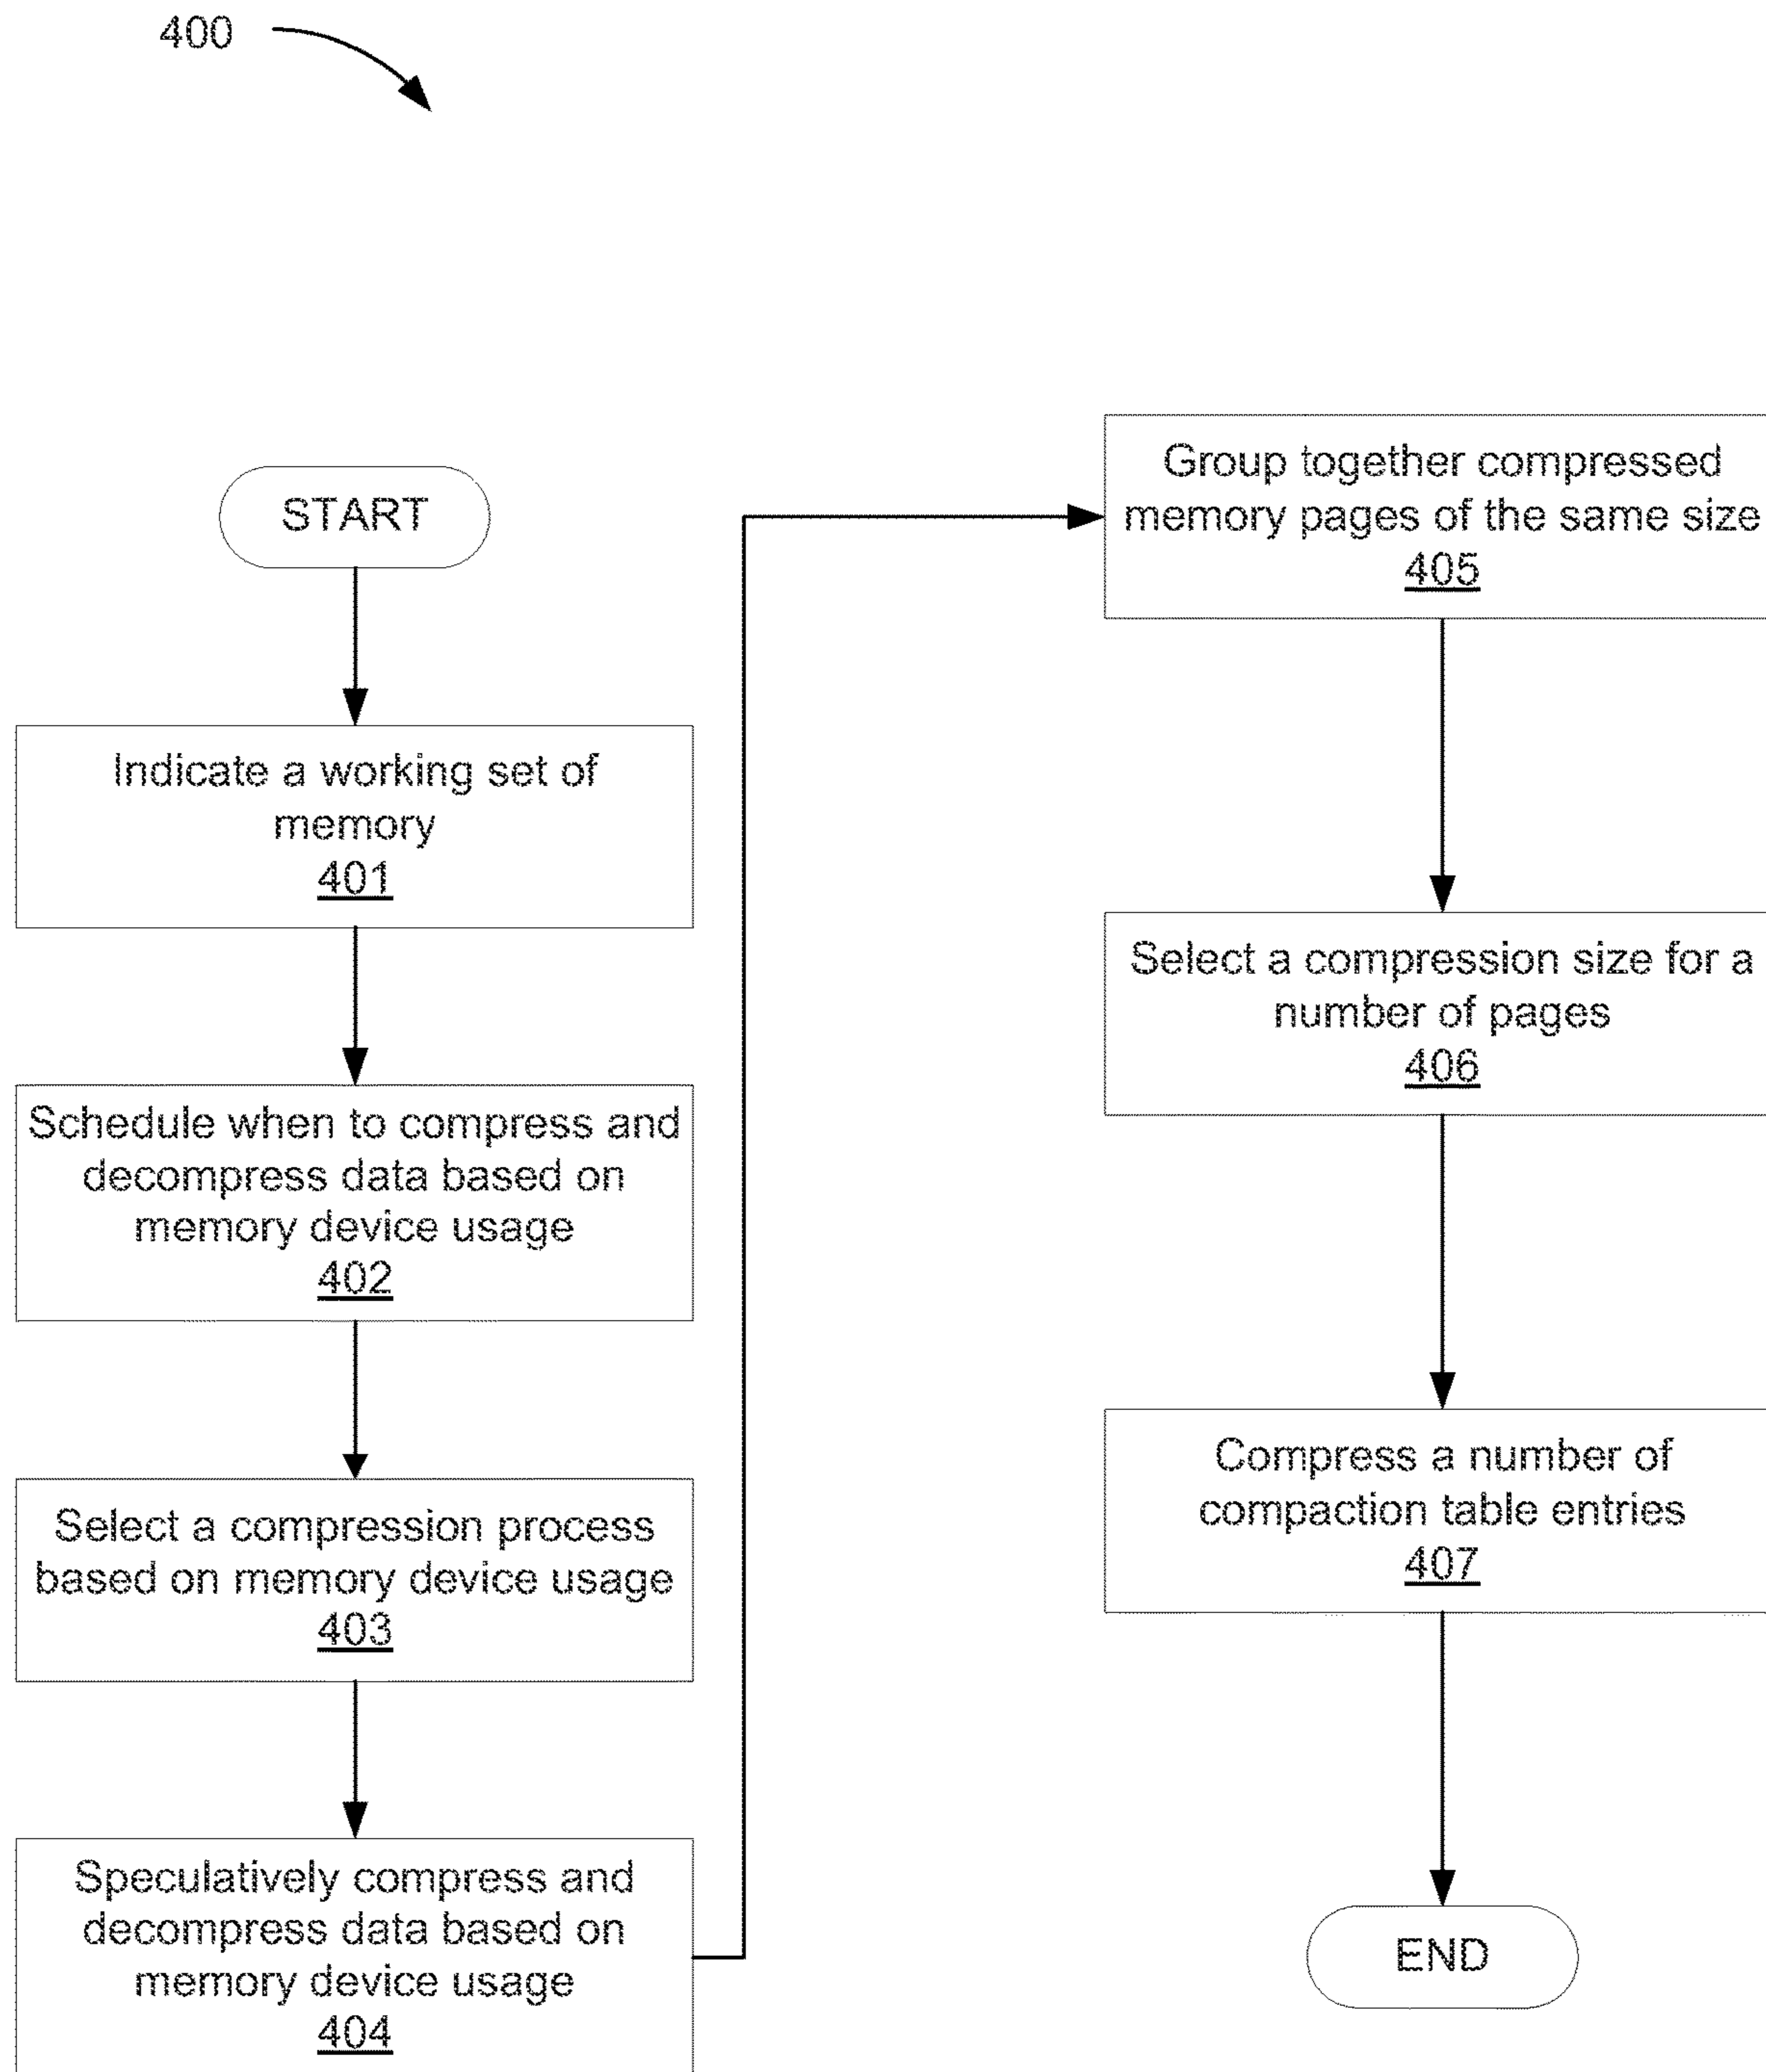 400
START
Indicate a working set of
memory
401
Schedule when to compress and
decompress data based on
memory device usage
402
Select a compression process
based on memory device usage
403
Speculatively compress and
decompress data based on
memory device usage
404
Group together compressed
memory pages of the same size
405
Select a compression size for a
number of pages
406
Compress a number of
compaction table entries
407
END